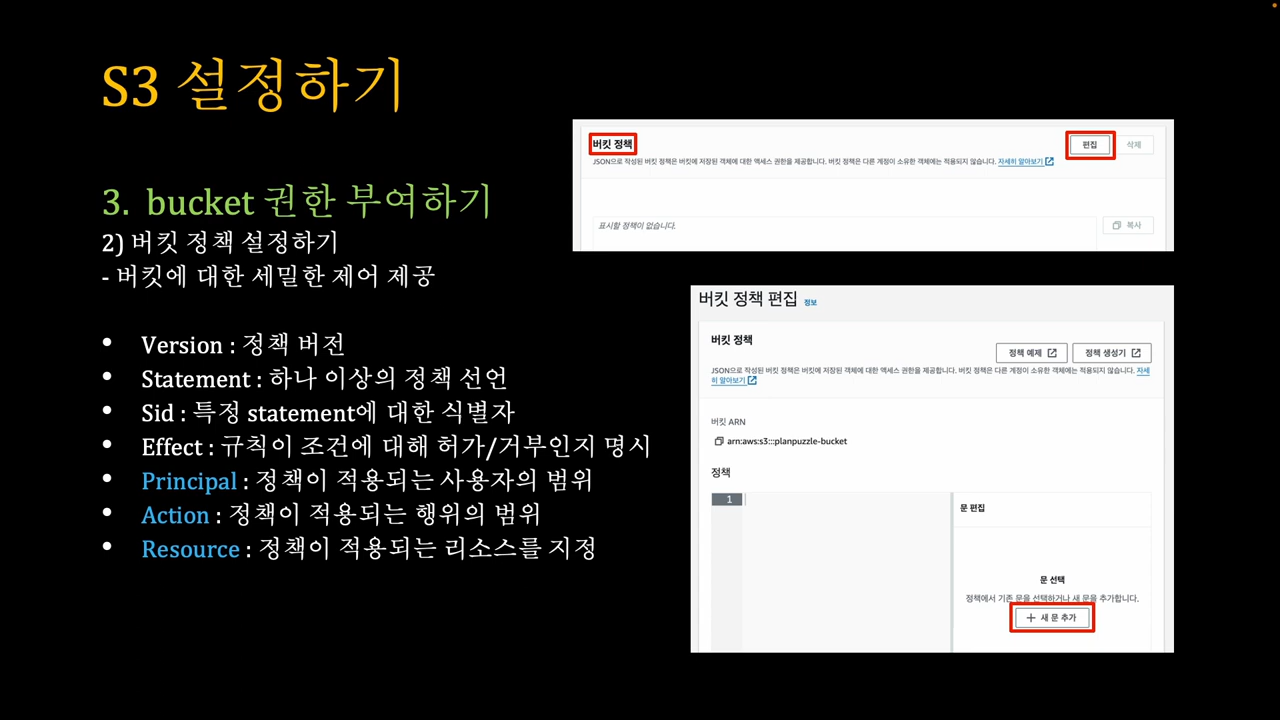 S3 설정하기
3. bucket 권한 부여하기
2) 버킷 정책 설정하기
- 버킷에 대한 세밀한 제어 제공
• Version : 정책 버전
• Statement : 하나 이상의 정책 선언
• Sid : 특정 statement에 대한 식별자
• Effect : 규칙이 조건에 대해 허가/거부인지 명시
• Principal : 정책이 적용되는 사용자의 범위
• Action : 정책이 적용되는 행위의 범위
• Resource : 정책이 적용되는 리소스를 지정
버킷 정책
편집
삭제
JSON으로 작성된 버킷 정책은 버킷에 저장된 객체에 대한 액세스 권한을 제공합니다. 버킷 정책은 다른 계정이 소유한 객체에는 적용되지 않습니다. 자세히 알아보기
표시할 정책이 없습니다.
복사
버킷 정책 편집 정보
버킷 정책
정책 예제
정책 생성기
JSON으로 작성된 버킷 정책은 버킷에 저장된 객체에 대한 액세스 권한을 제공합니다. 버킷 정책은 다른 계정이 소유한 객체에는 적용되지 않습니다. 자세
히 알아보기
버킷 ARN
arn:aws:s3:::planpuzzle-bucket
정책
1
문 편집
문 선택
정책에서 기존 문을 선택하거나 새 문을 추가합니다.
+ 새 문 추가